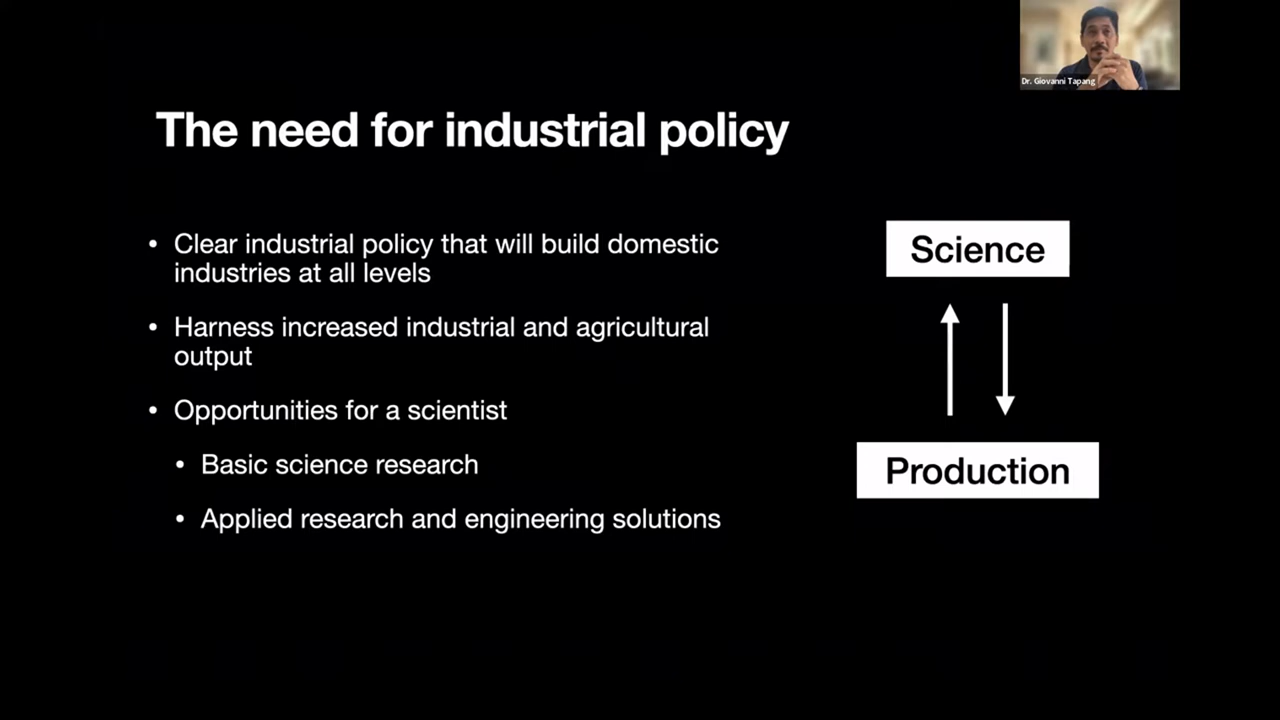 Dr. Giovanni Tapang
The need for industrial policy
• Clear industrial policy that will build domestic
industries at all levels
• Harness increased industrial and agricultural
output
• Opportunities for a scientist
• Basic science research
• Applied research and engineering solutions
Science
Production